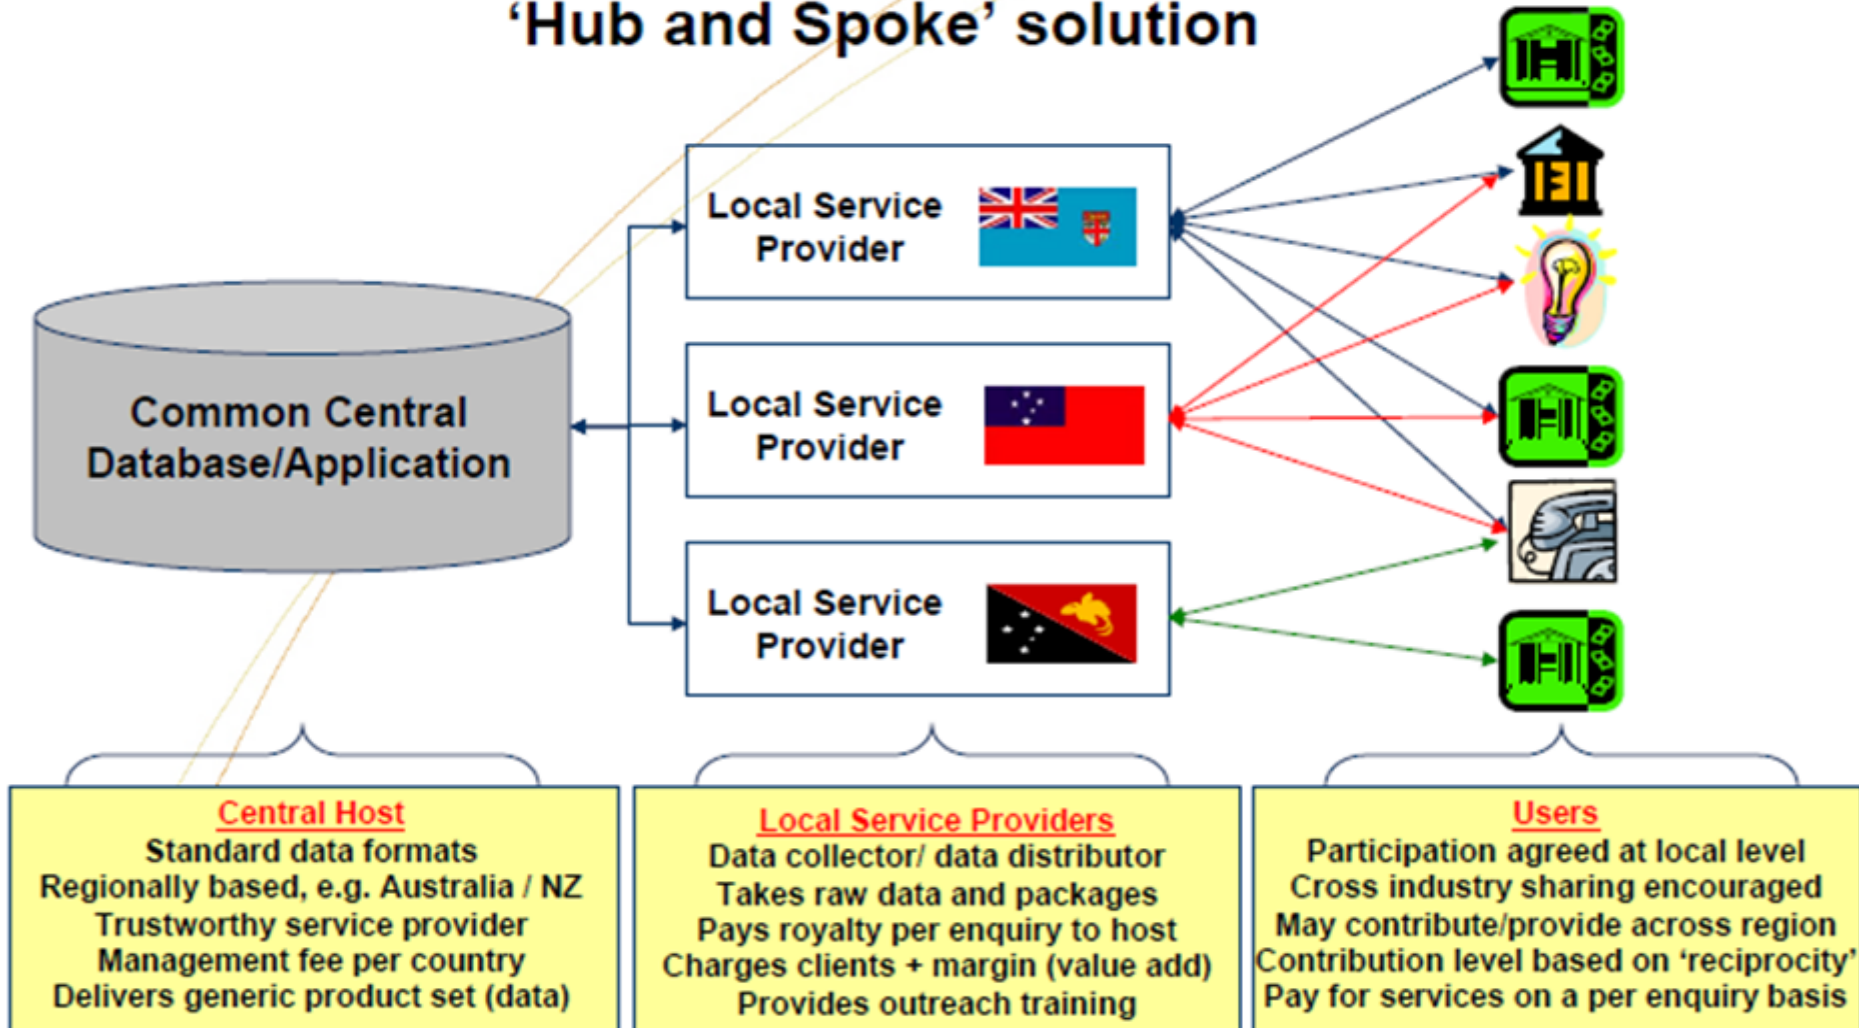 ‘Hub and Spoke’ solution
Local Service
Provider
Common Central
Database/Application
Local Service
Provider
Local Service
Provider
Central Host
Standard data formats
Regionally based, e.g. Australia / NZ
Trustworthy service provider
Management fee per country
Delivers generic product set (data)
Local Service Providers
Data collector/ data distributor
Takes raw data and packages
Pays royalty per enquiry to host
Charges clients + margin (value add)
Provides outreach training
Users
Participation agreed at local level
Cross industry sharing encouraged
May contribute/provide across region
Contribution level based on ‘reciprocity’
Pay for services on a per enquiry basis